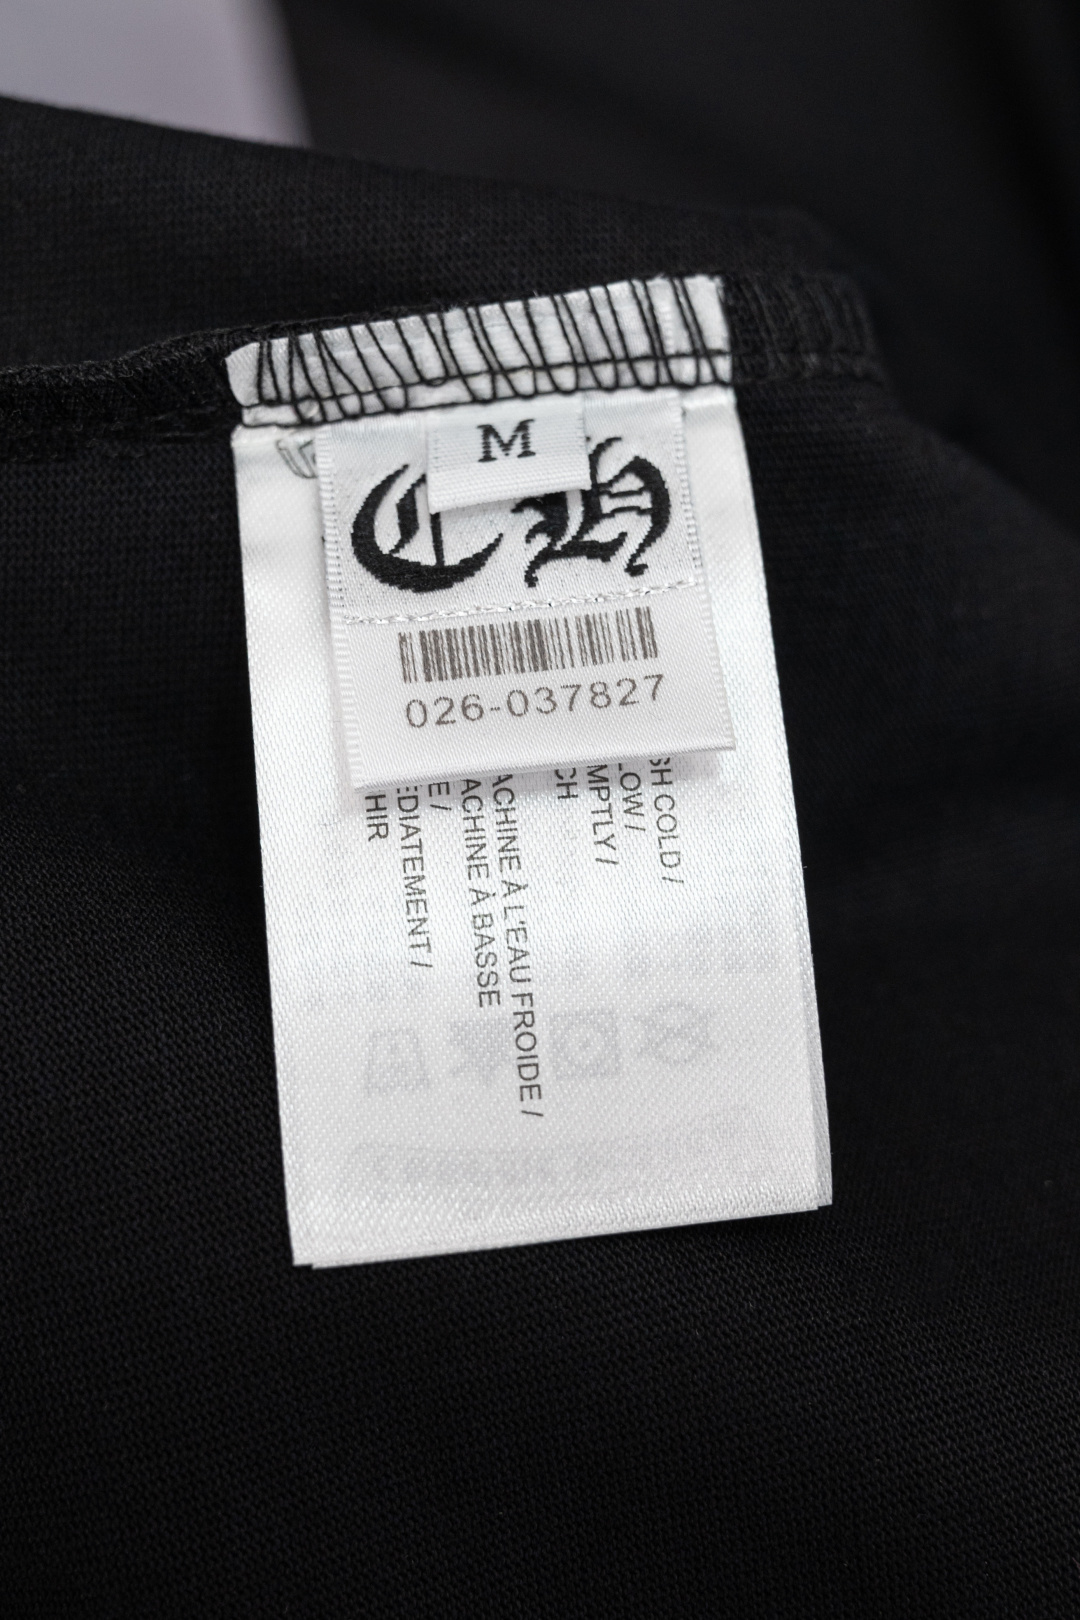 M
CH
026-037827
SH COLD /
LOW /
MPTLY /
CH
ACHINE À L'EAU FROIDE /
ACHINE À BASSE
E /
ÉDIATEMENT /
HIR